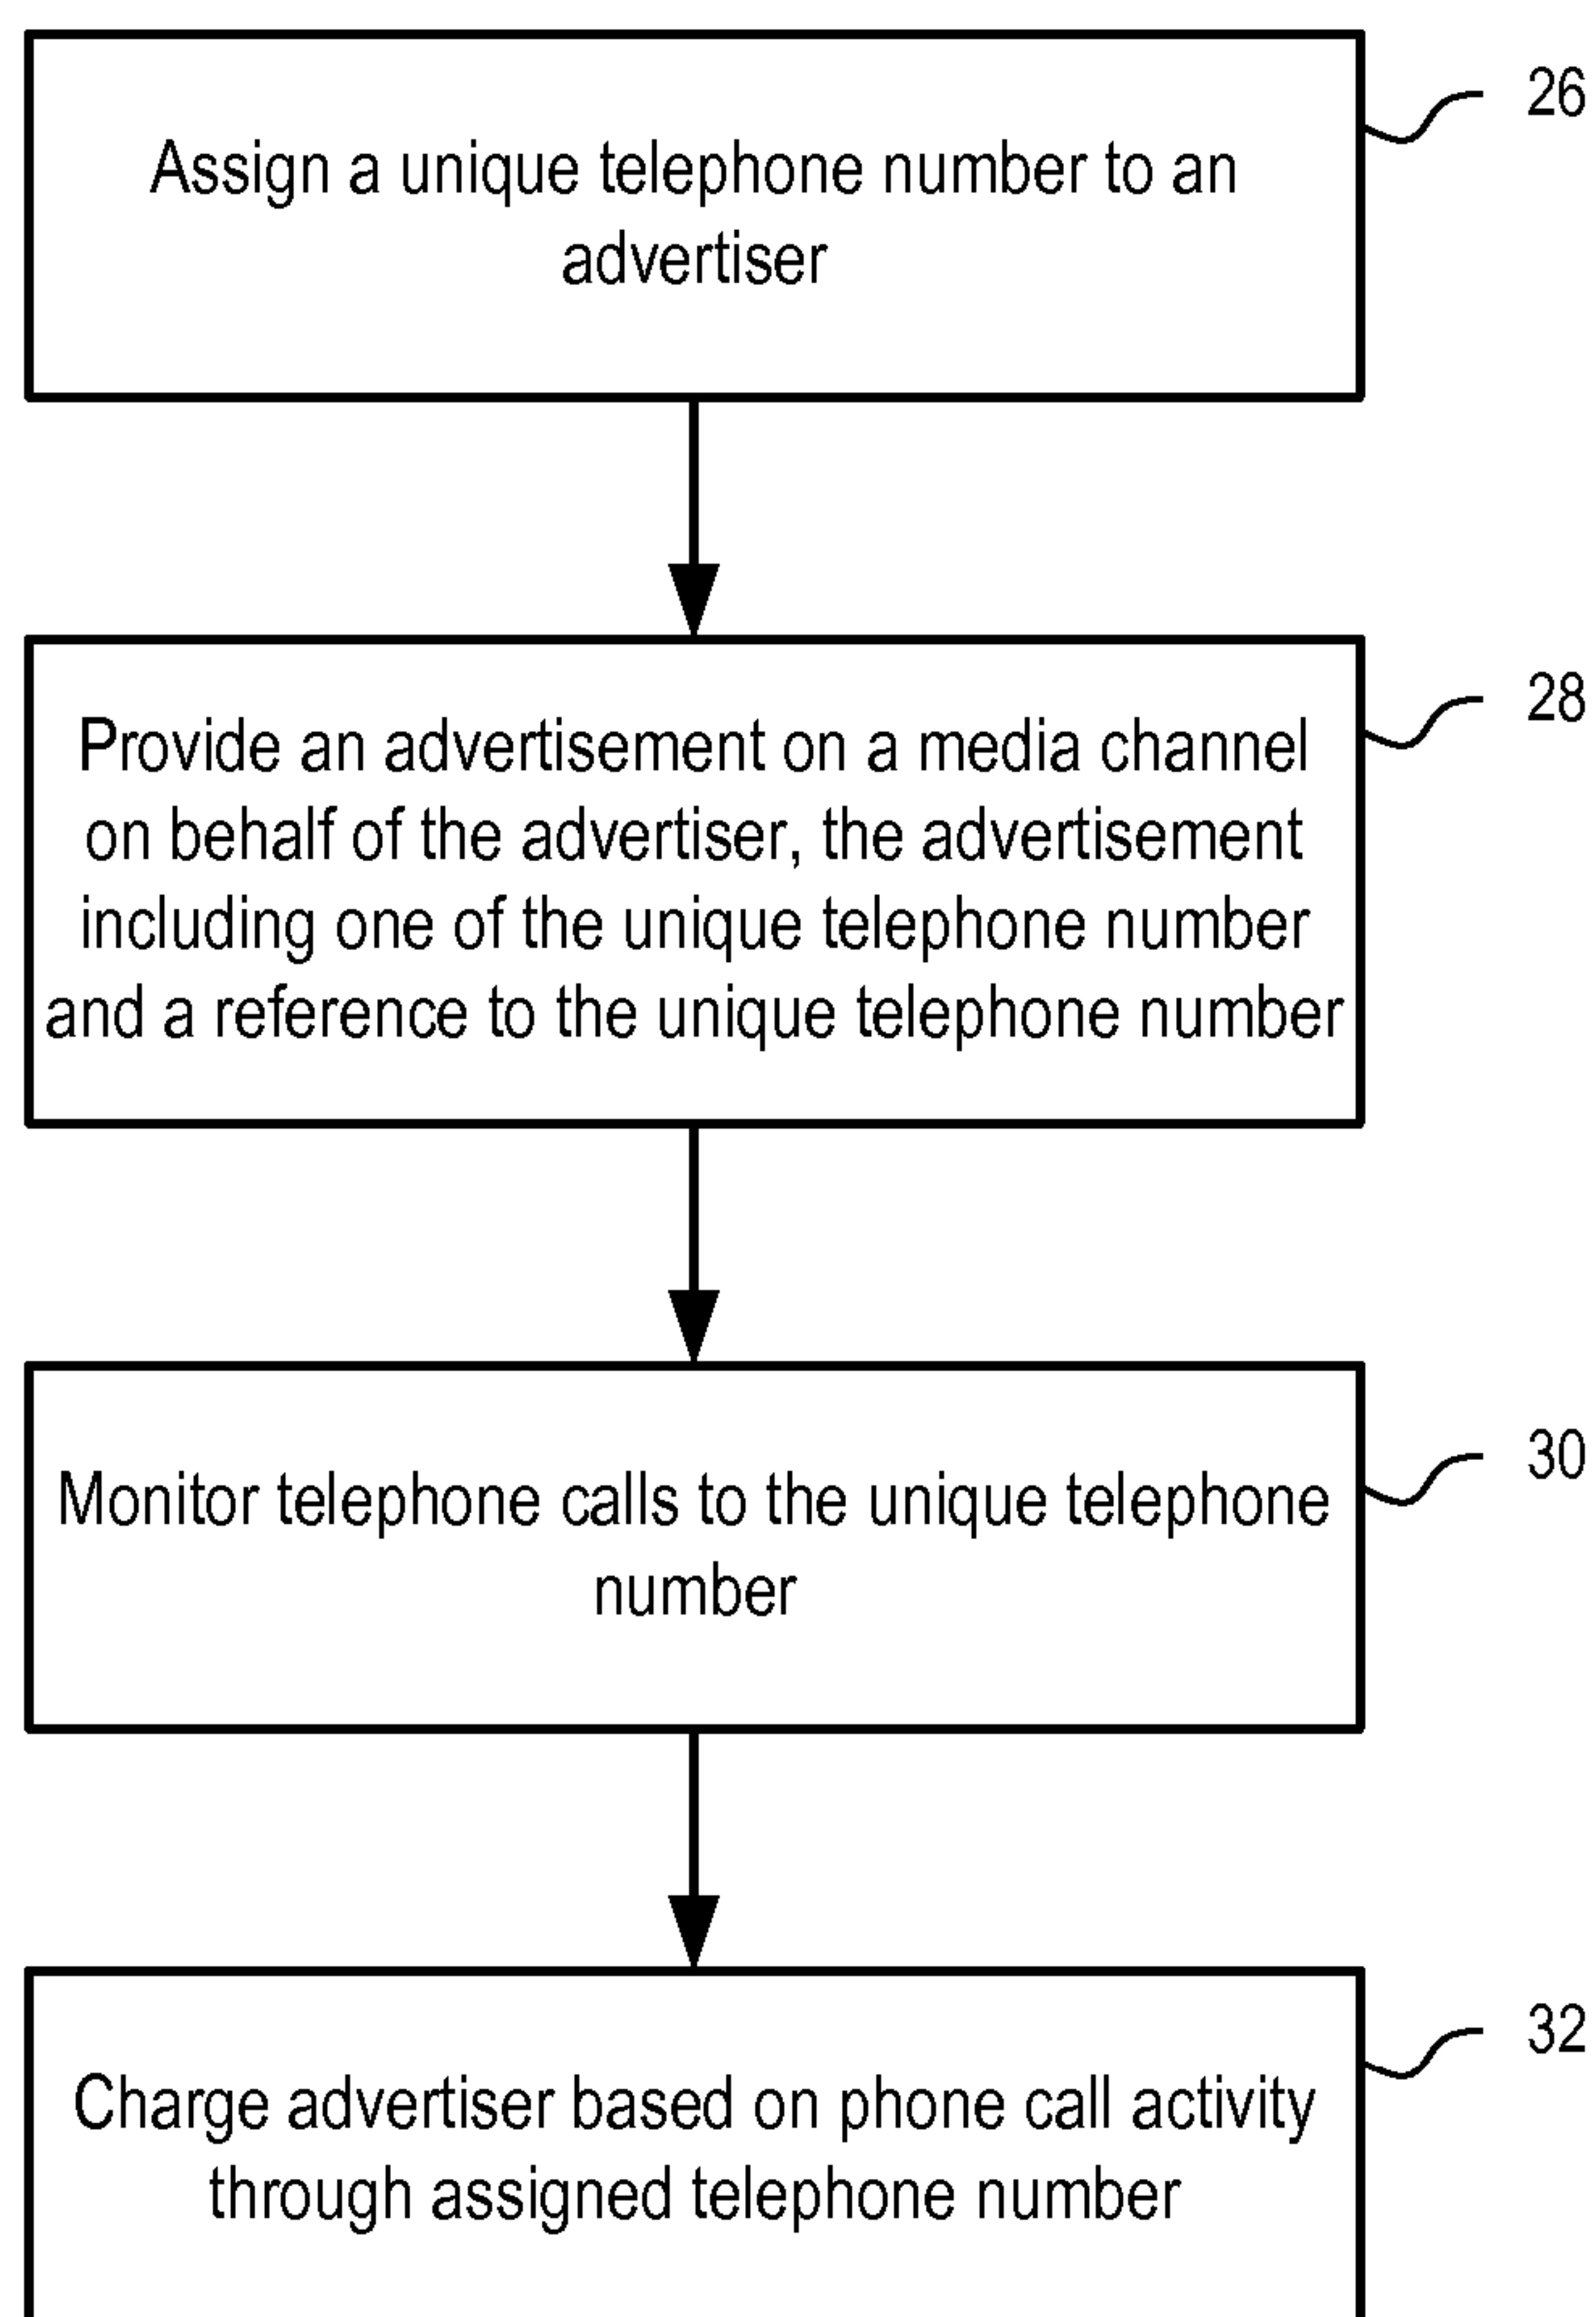 26
Assign a unique telephone number to an
advertiser
28
Provide an advertisement on a media channel
on behalf of the advertiser, the advertisement
including one of the unique telephone number
and a reference to the unique telephone number
30
Monitor telephone calls to the unique telephone
number
32
Charge advertiser based on phone call activity
through assigned telephone number